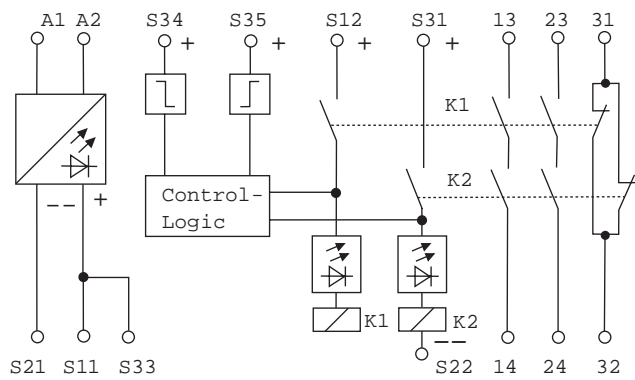 A1 A2 S34 S35 S12 S31 13 23 31
+ + + +
K1
K2
Control-
Logic
-- +
K1 K2
--
S21 S11 S33 S22 14 24 32